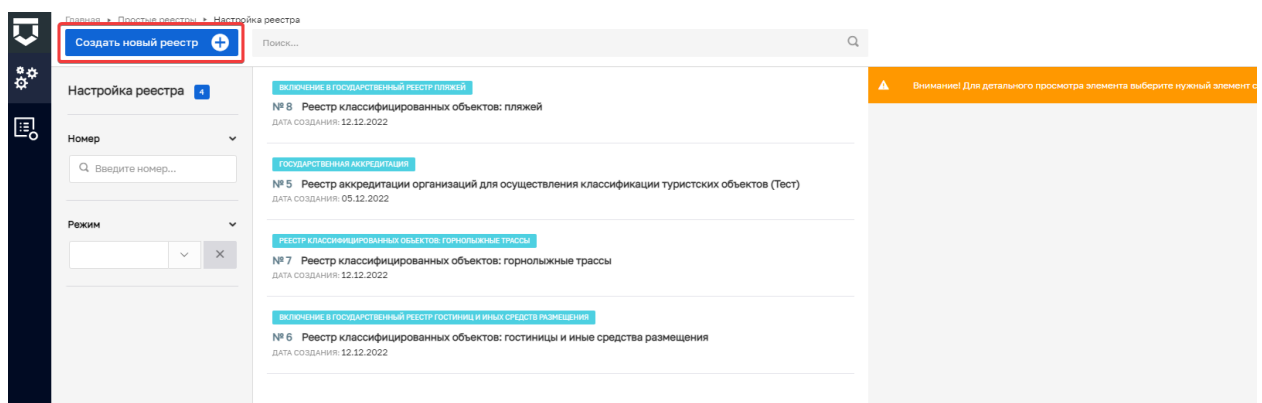 Главная ▸ Простые реестры ▸ Настройка реестра
Создать новый реестр
Поиск...
Настройка реестра 4
Номер
Введите номер...
Режим
ВКЛЮЧЕНИЕ В ГОСУДАРСТВЕННЫЙ РЕЕСТР ПЛЯЖЕЙ
№ 8 Реестр классифицированных объектов: пляжей
ДАТА СОЗДАНИЯ: 12.12.2022
ГОСУДАРСТВЕННАЯ АККРЕДИТАЦИЯ
№ 5 Реестр аккредитации организаций для осуществления классификации туристских объектов (Тест)
ДАТА СОЗДАНИЯ: 05.12.2022
РЕЕСТР КЛАССИФИЦИРОВАННЫХ ОБЪЕКТОВ: ГОРНОЛЫЖНЫЕ ТРАССЫ
№ 7 Реестр классифицированных объектов: горнолыжные трассы
ДАТА СОЗДАНИЯ: 12.12.2022
ВКЛЮЧЕНИЕ В ГОСУДАРСТВЕННЫЙ РЕЕСТР ГОСТИНИЦ И ИНЫХ СРЕДСТВ РАЗМЕЩЕНИЯ
№ 6 Реестр классифицированных объектов: гостиницы и иные средства размещения
ДАТА СОЗДАНИЯ: 12.12.2022
Внимание! Для детального просмотра элемента выберите нужный элемент с